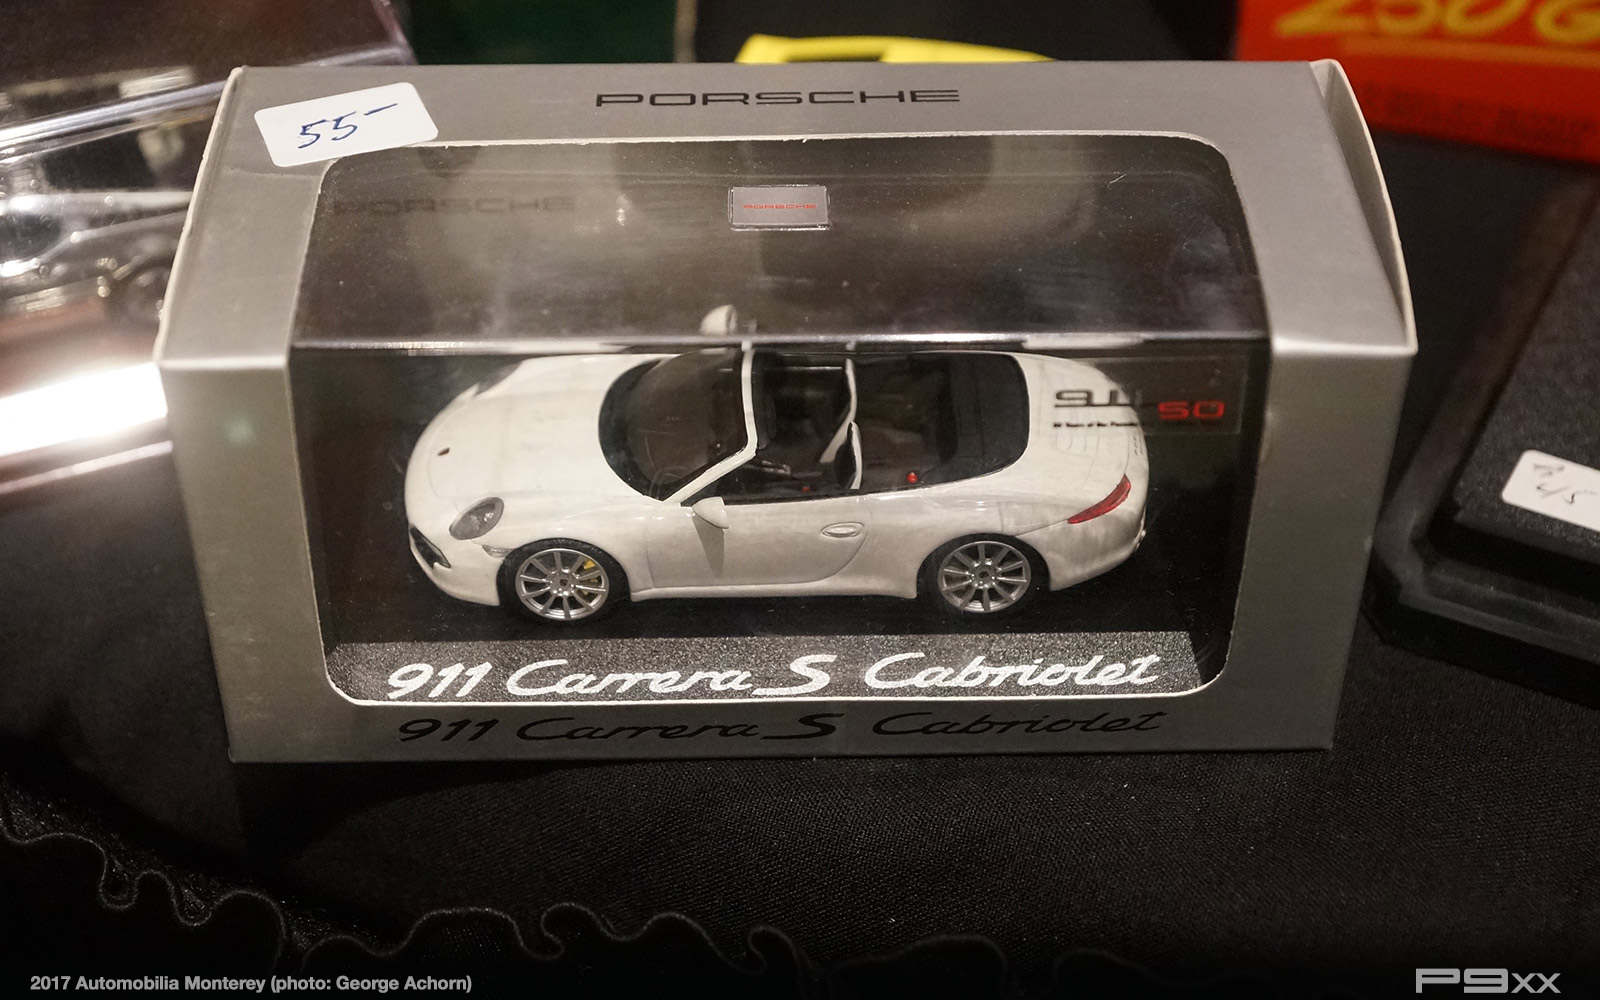 250 G
55-
PORSCHE
PORSCHE
PORSCHE
911 50
911 Carrera S Cabriolet
911 Carrera S Cabriolet
2017 Automobilia Monterey (photo: George Achorn)
P9xx